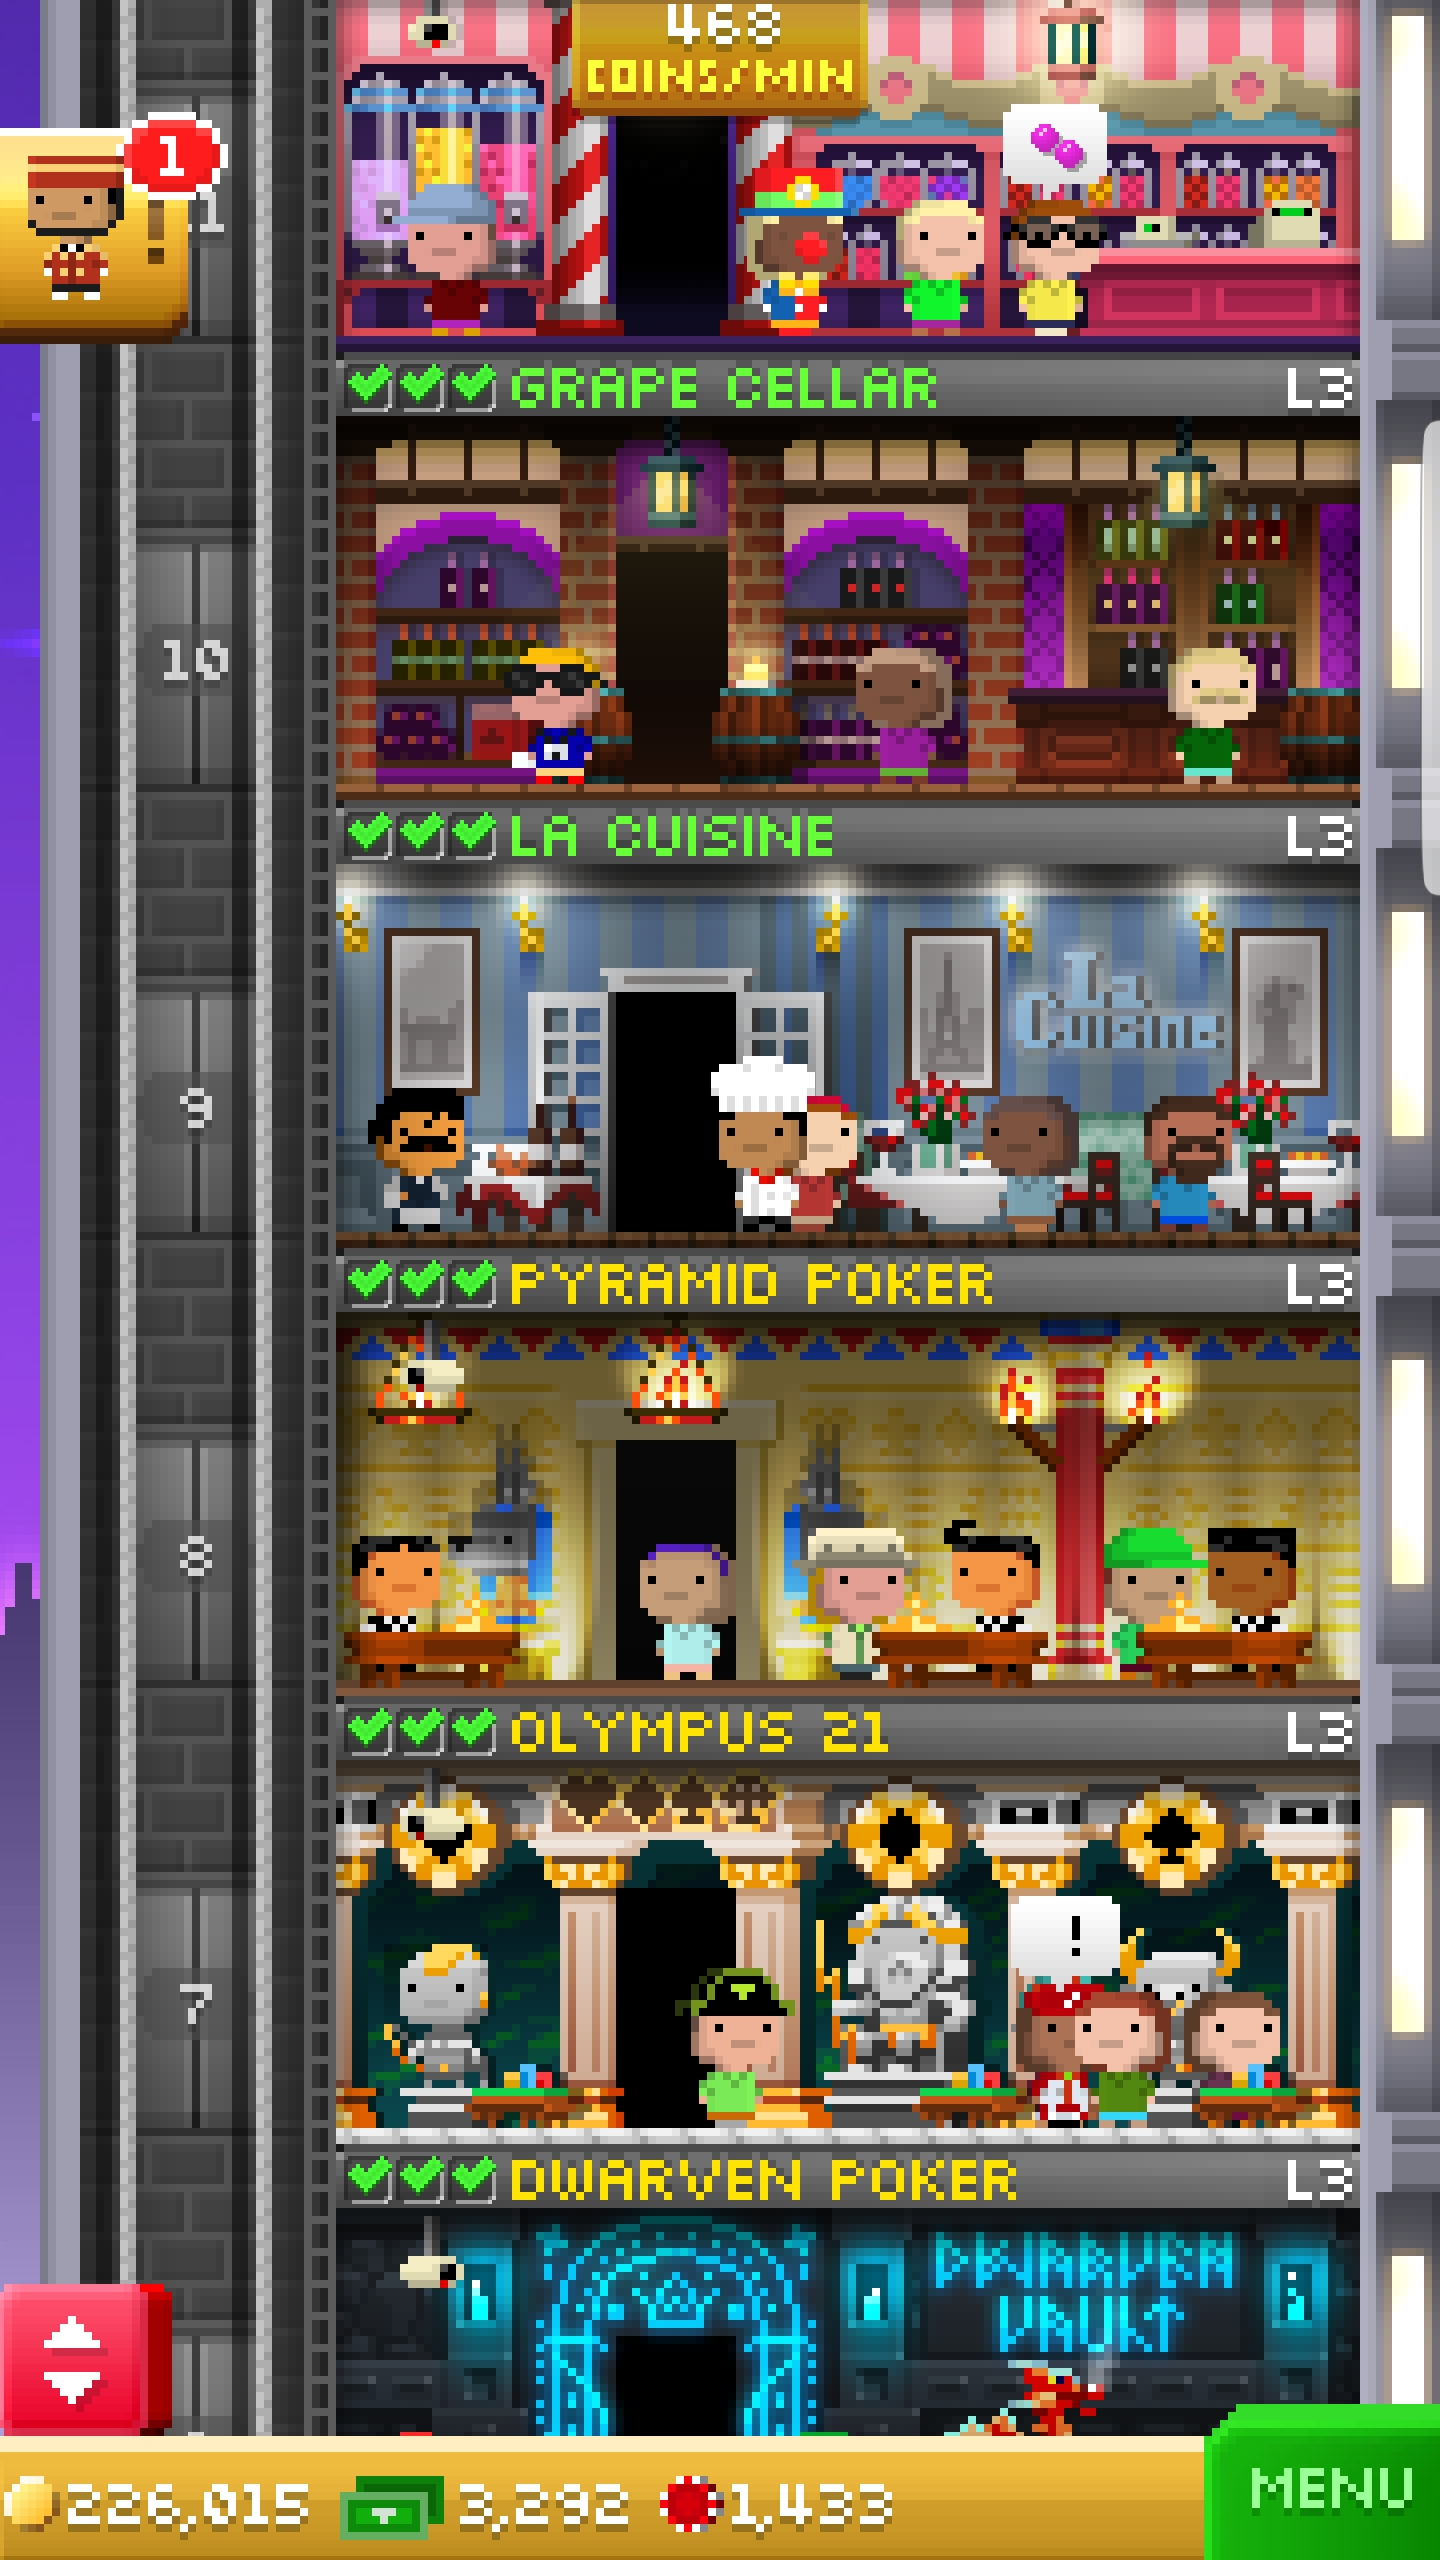 468
COINS/MIN
1
!
11
GRAPE CELLAR L3
10
LA CUISINE L3
La
Cuisine
9
PYRAMID POKER L3
8
OLYMPUS 21 L3
!
7
DWARVEN POKER L3
DWARVEN
VAULT
226,015 3,292 1,433
MENU